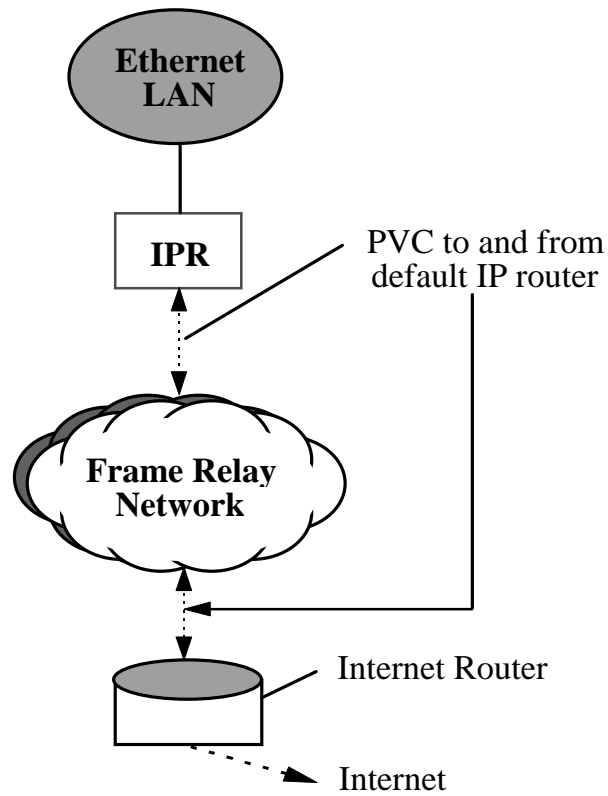 Ethernet
LAN
IPR
PVC to and from
default IP router
Frame Relay
Network
Internet Router
Internet